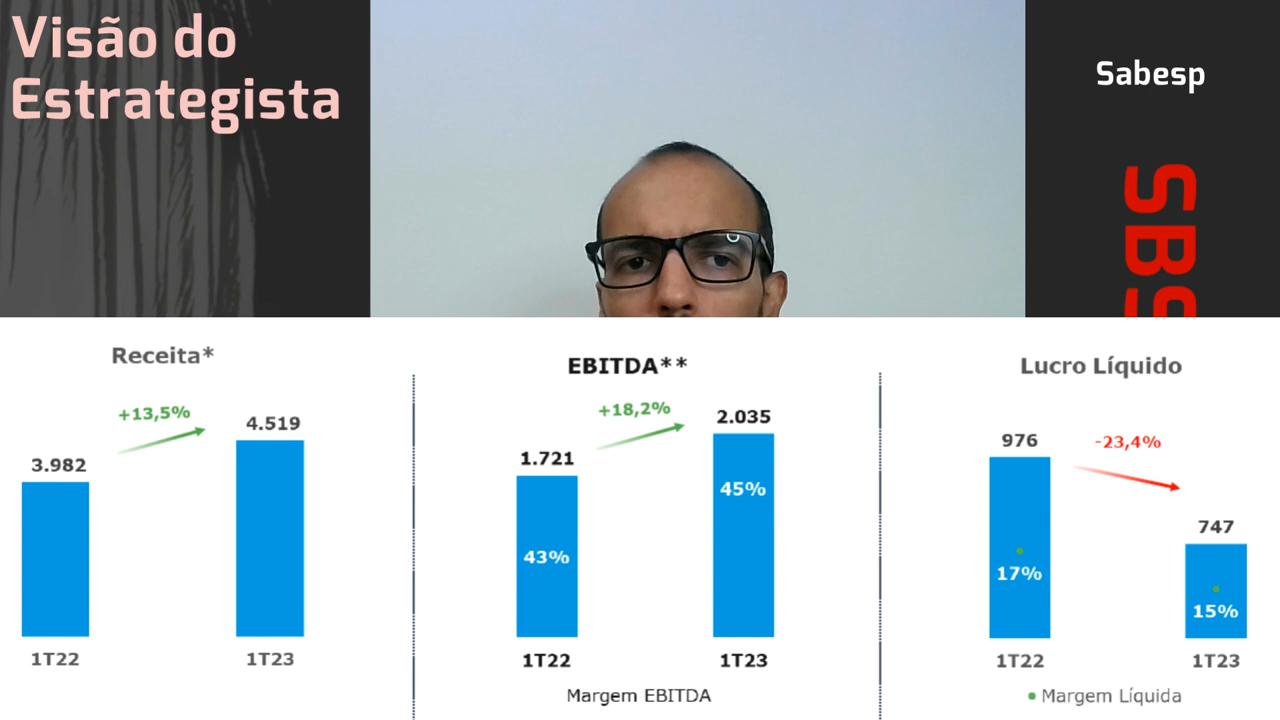 Visão do
Estrategista
Sabesp
SBS
Receita*
+13,5%
3.982
4.519
1T22
1T23
EBITDA**
+18,2%
1.721
2.035
43%
45%
1T22
1T23
Margem EBITDA
Lucro Líquido
-23,4%
976
747
17%
15%
1T22
1T23
Margem Líquida